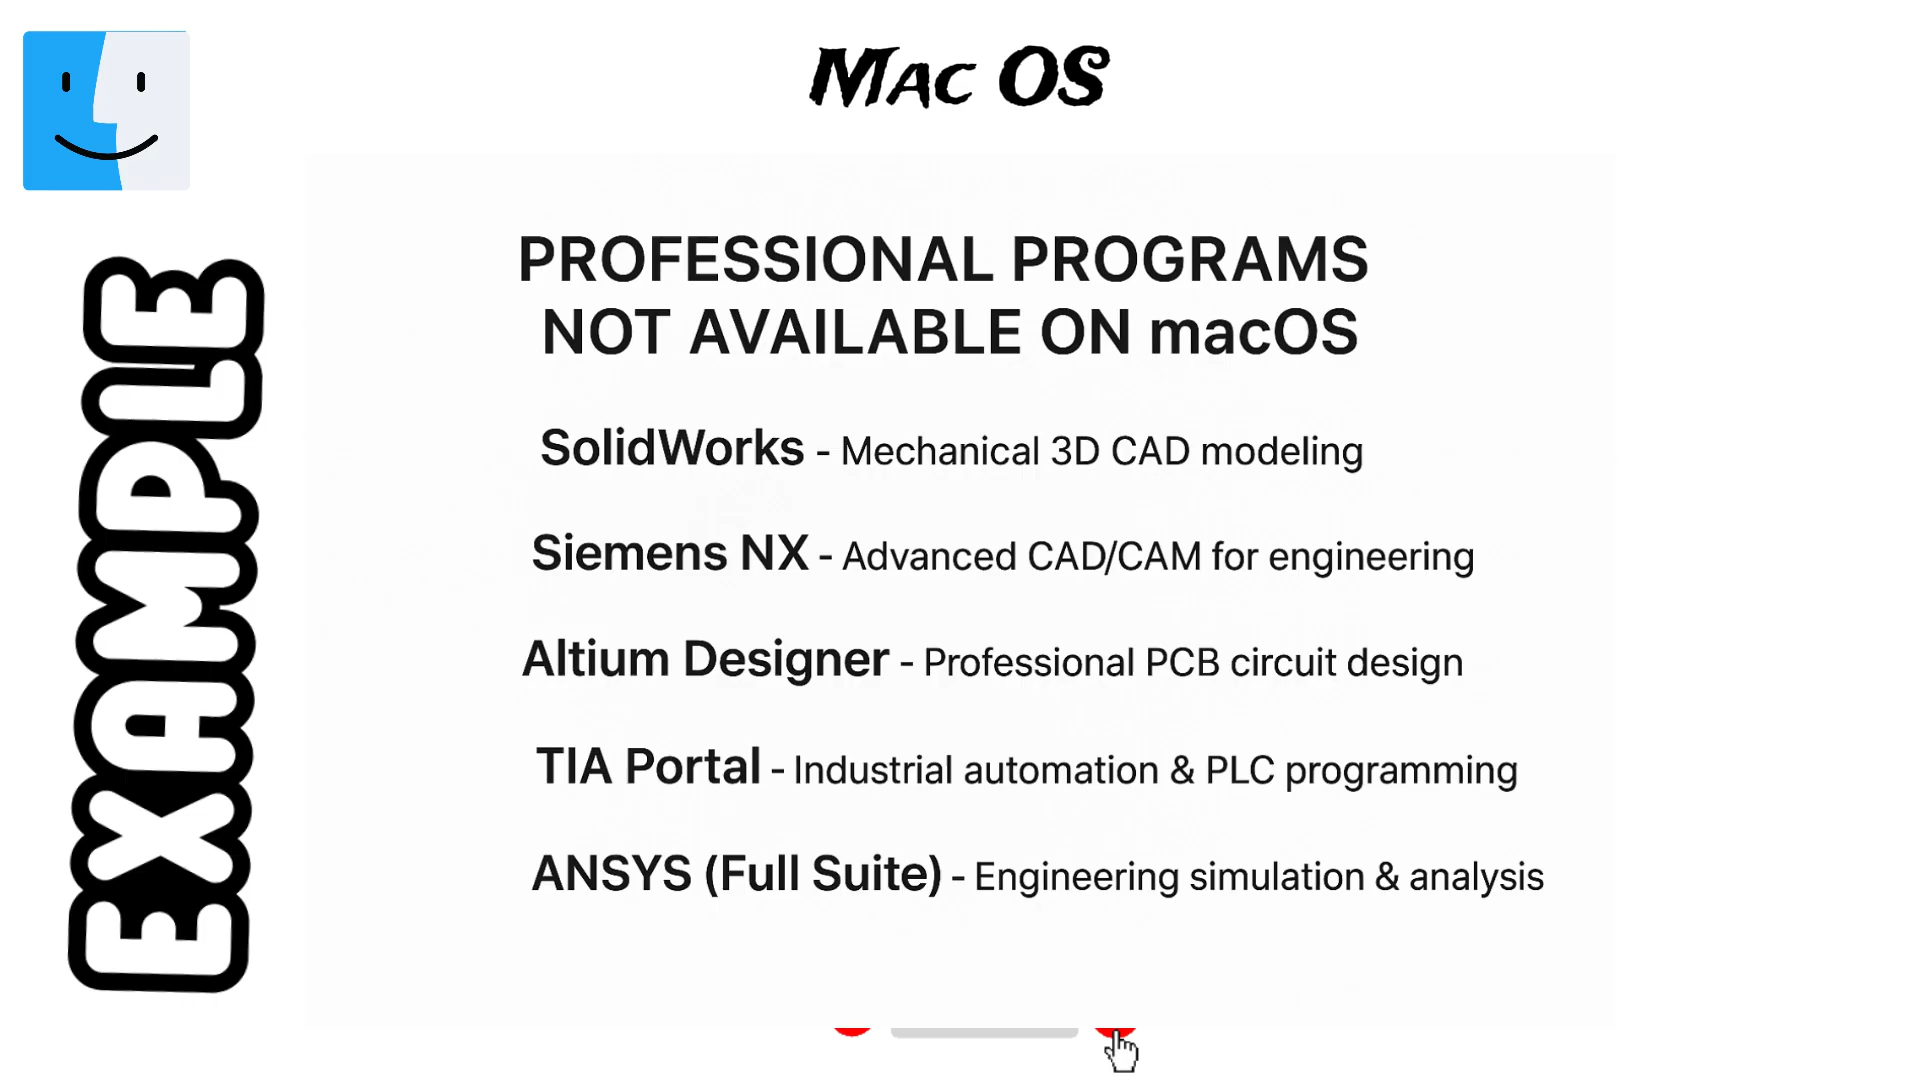 Mac OS
EXAMPLE
PROFESSIONAL PROGRAMS
NOT AVAILABLE ON macOS
SolidWorks - Mechanical 3D CAD modeling
Siemens NX - Advanced CAD/CAM for engineering
Altium Designer - Professional PCB circuit design
TIA Portal - Industrial automation & PLC programming
ANSYS (Full Suite) - Engineering simulation & analysis